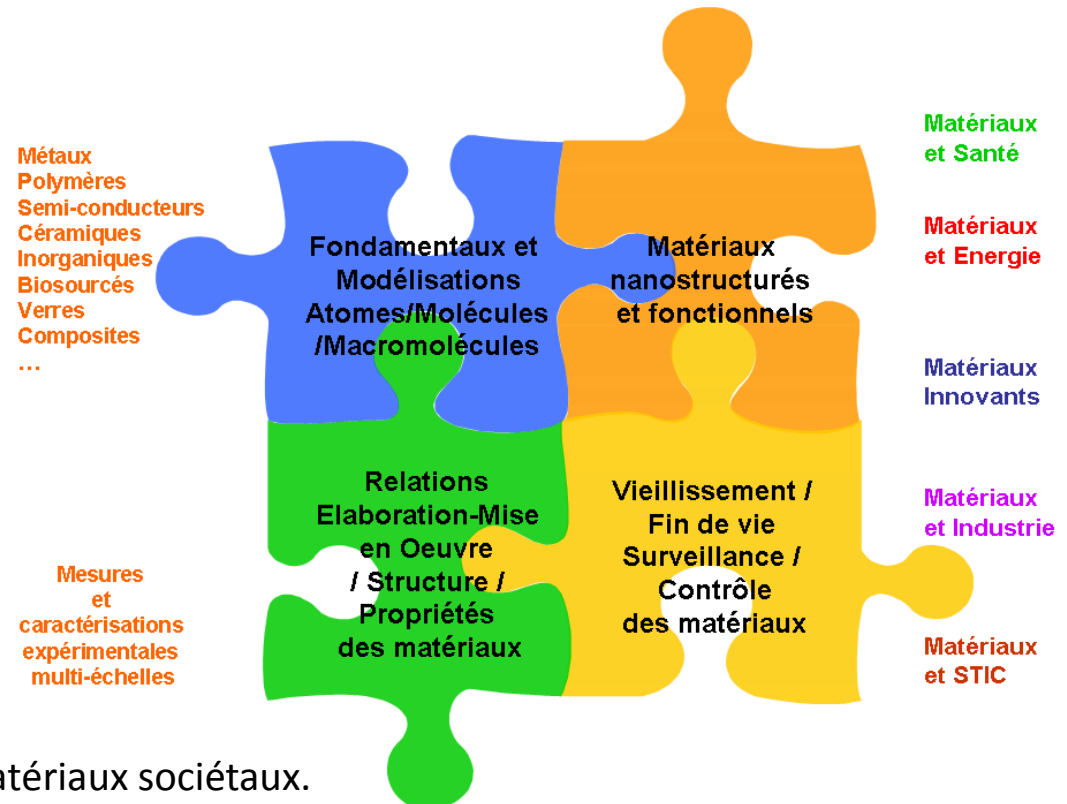 Métaux
Polymères
Semi-conducteurs
Céramiques
Inorganiques
Biosourcés
Verres
Composites
…
Mesures
et
caractérisations
expérimentales
multi-échelles
Fondamentaux et
Modélisations
Atomes/Molécules
/Macromolécules
Matériaux
nanostructurés
et fonctionnels
Relations
Elaboration-Mise
en Oeuvre
/ Structure /
Propriétés
des matériaux
Vieillissement /
Fin de vie
Surveillance /
Contrôle
des matériaux
Matériaux
et Santé
Matériaux
et Energie
Matériaux
Innovants
Matériaux
et Industrie
Matériaux
et STIC
atériaux sociétaux.